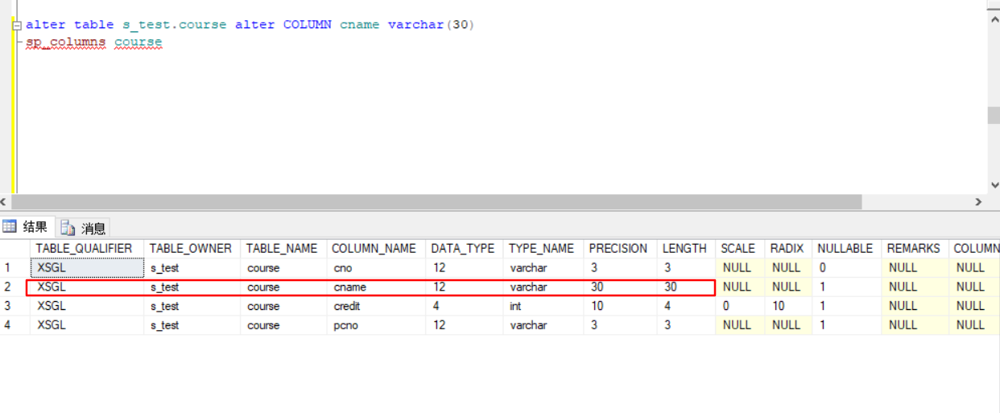 alter table s_test.course alter COLUMN cname varchar(30)
sp_columns course
结果 消息
TABLE_QUALIFIER TABLE_OWNER TABLE_NAME COLUMN_NAME DATA_TYPE TYPE_NAME PRECISION LENGTH SCALE RADIX NULLABLE REMARKS COLUMN
1 XSGL s_test course cno 12 varchar 3 3 NULL NULL 0 NULL NULL
2 XSGL s_test course cname 12 varchar 30 30 NULL NULL 1 NULL NULL
3 XSGL s_test course credit 4 int 10 4 0 10 1 NULL NULL
4 XSGL s_test course pcno 12 varchar 3 3 NULL NULL 1 NULL NULL